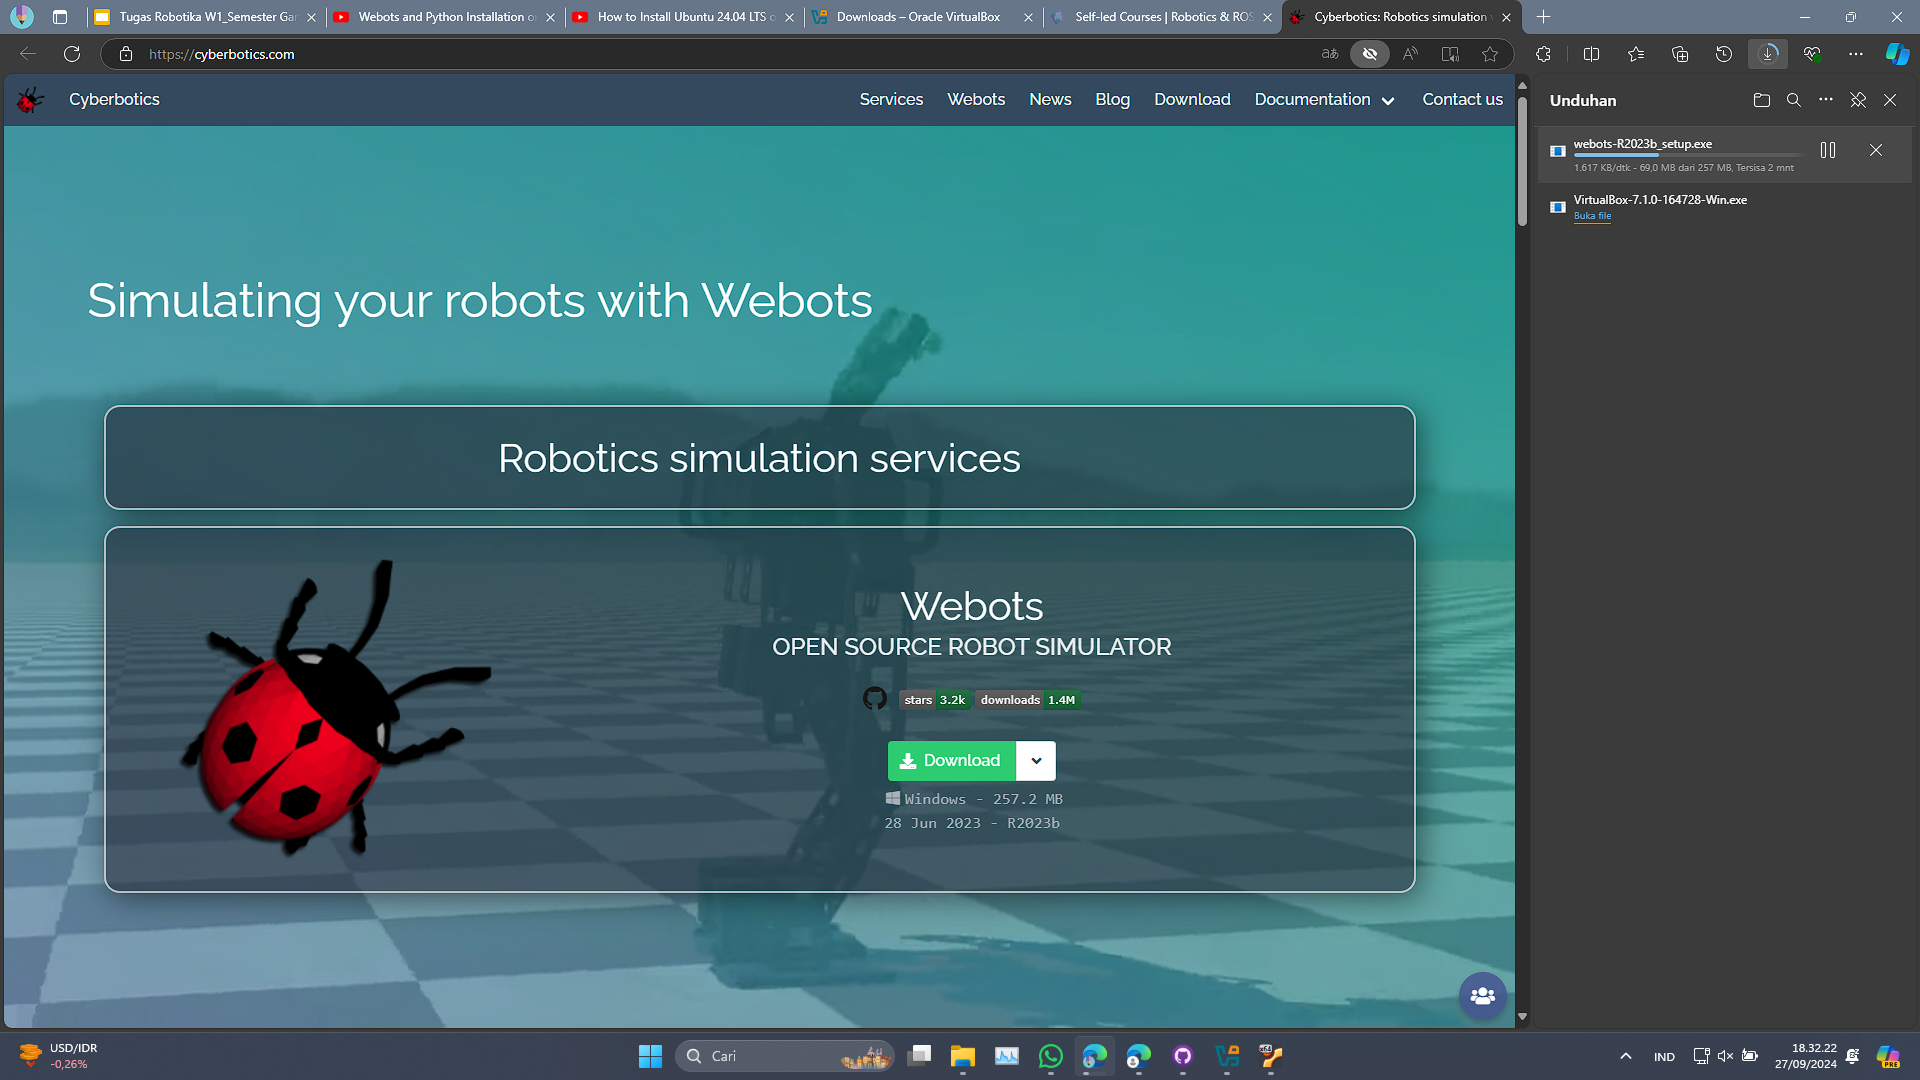 Tugas Robotika W1_Semester Ga
Webots and Python Installation o
How to Install Ubuntu 24.04 LTS o
Downloads – Oracle VirtualBox
Self-led Courses | Robotics & ROS
Cyberbotics: Robotics simulation
https://cyberbotics.com
Cyberbotics
Services
Webots
News
Blog
Download
Documentation
Contact us
Unduhan
webots-R2023b_setup.exe
1.617 KB/dtk - 69,0 MB dari 257 MB, Tersisa 2 mnt
VirtualBox-7.1.0-164728-Win.exe
Buka file
Simulating your robots with Webots
Robotics simulation services
Webots
OPEN SOURCE ROBOT SIMULATOR
stars 3.2k downloads 1.4M
Download
Windows - 257.2 MB
28 Jun 2023 - R2023b
USD/IDR
-0,26%
Cari
IND
18.32.22
27/09/2024